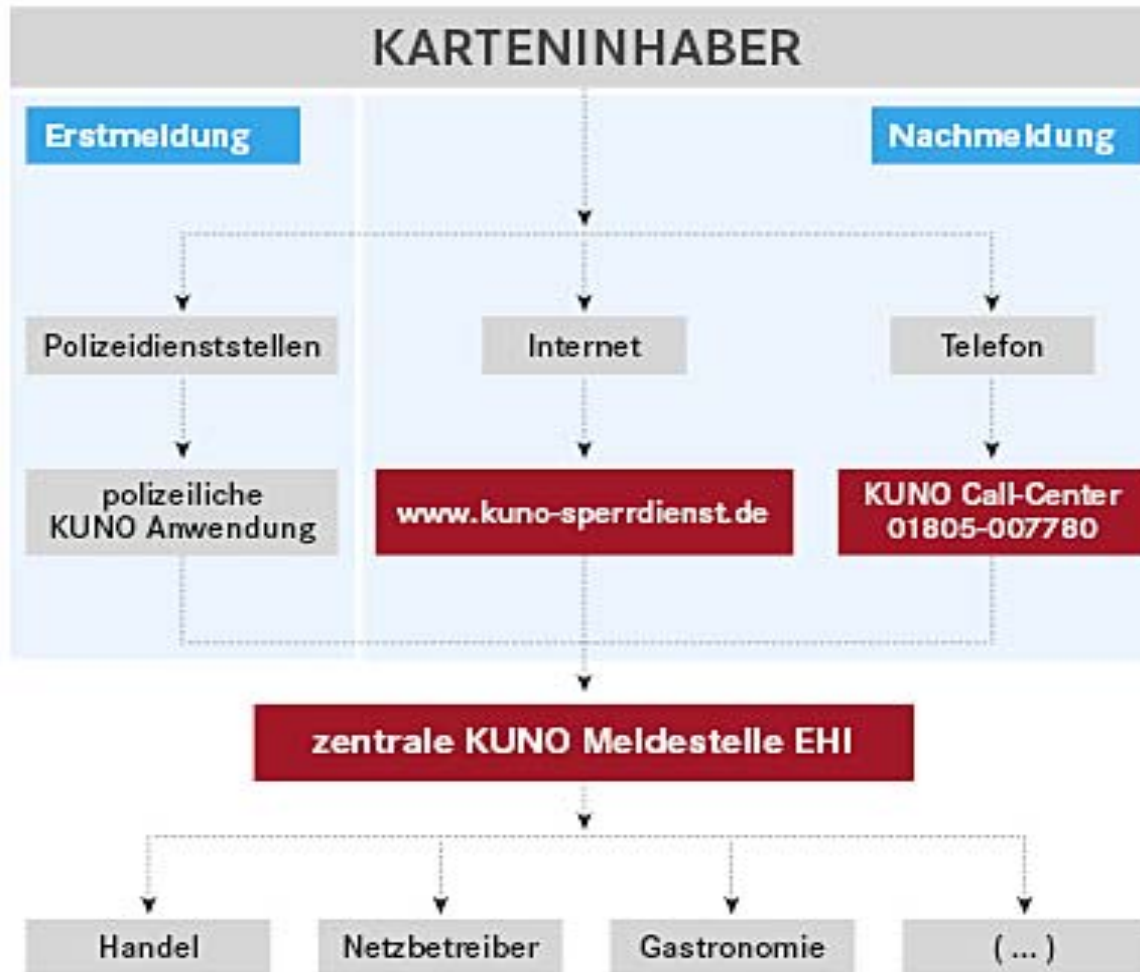 KARTENINHABER
Erstmeldung
Nachmeldung
Polizeidienststellen
Internet
Telefon
polizeiliche
KUNO Anwendung
www.kuno-sperrdienst.de
KUNO Call-Center
01805-007780
zentrale KUNO Meldestelle EHI
Handel
Netzbetreiber
Gastronomie
(...)